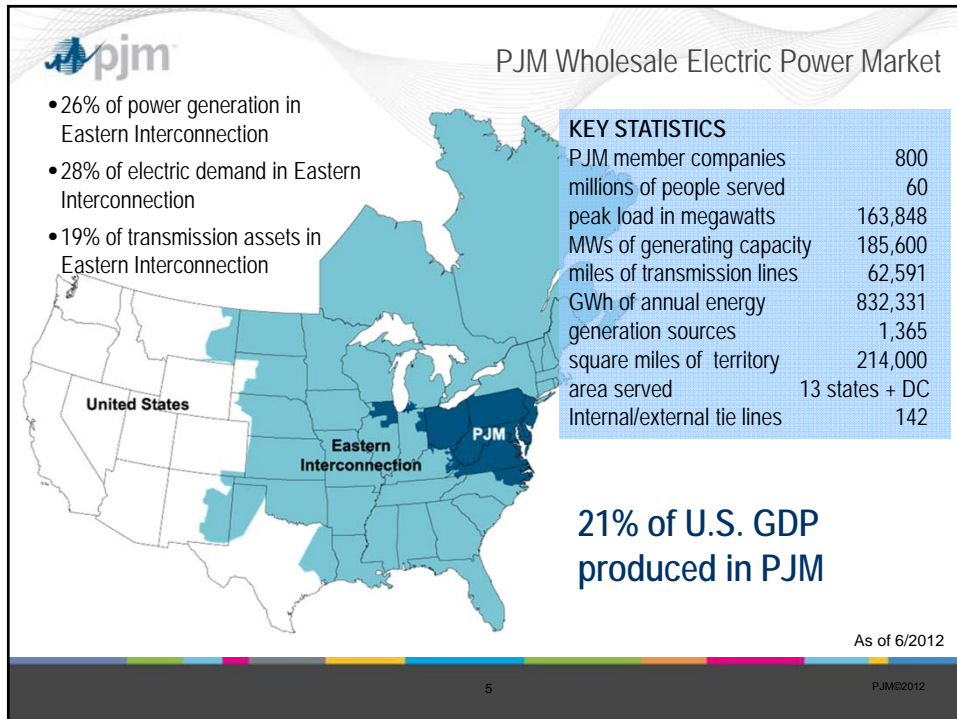 pjm
PJM Wholesale Electric Power Market
•26% of power generation in
Eastern Interconnection
•28% of electric demand in Eastern
Interconnection
•19% of transmission assets in
Eastern Interconnection
KEY STATISTICS
PJM member companies 800
millions of people served 60
peak load in megawatts 163,848
MWs of generating capacity 185,600
miles of transmission lines 62,591
GWh of annual energy 832,331
generation sources 1,365
square miles of territory 214,000
area served 13 states + DC
Internal/external tie lines 142
United States
Eastern
Interconnection
PJM
21% of U.S. GDP
produced in PJM
As of 6/2012
5
PJM©2012